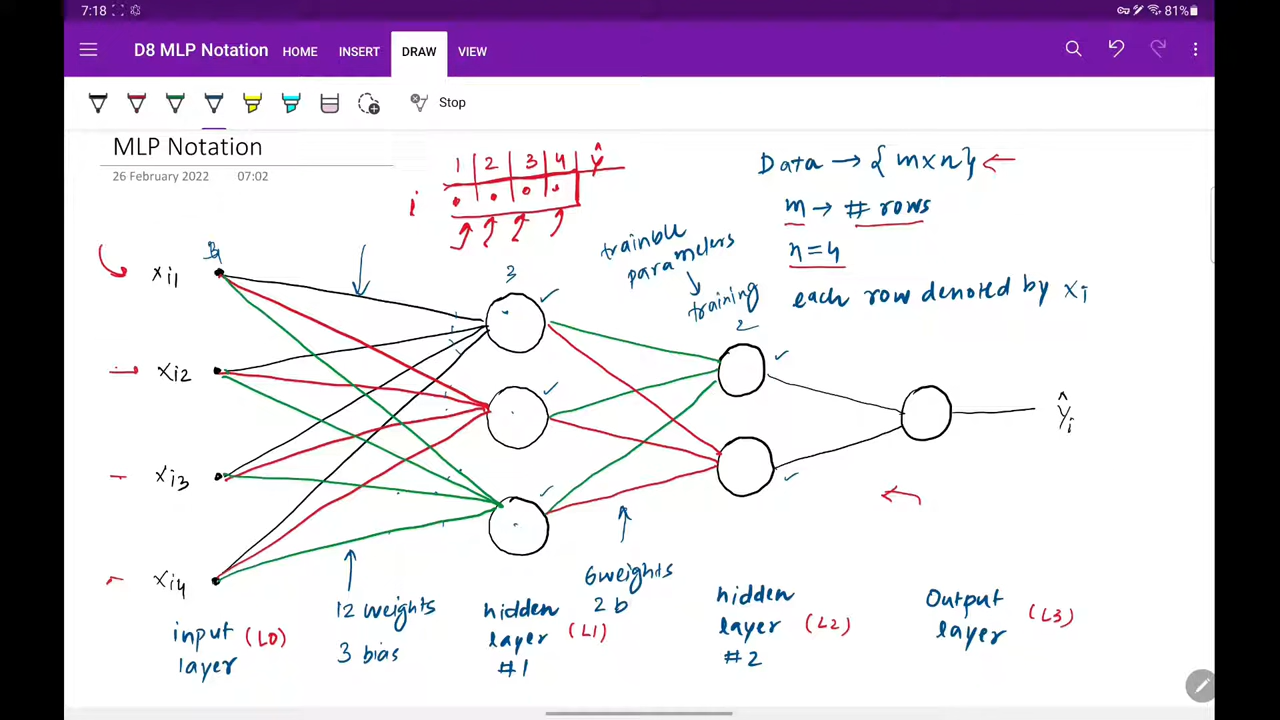 7:18
81%
D8 MLP Notation
HOME
INSERT
DRAW
VIEW
Stop
MLP Notation
26 February 2022 07:02
1 2 3 4 ŷ
i
Data → { m x n } ←
m → # rows
n = 4
each row denoted by xi
trainble
parameters
↓
training
xi1
xi2
xi3
xi4
3
2
ŷi
12 weights
3 bias
6 weights
2 b
input (L0)
layer
hidden
layer (L1)
#1
hidden
layer (L2)
#2
Output (L3)
layer